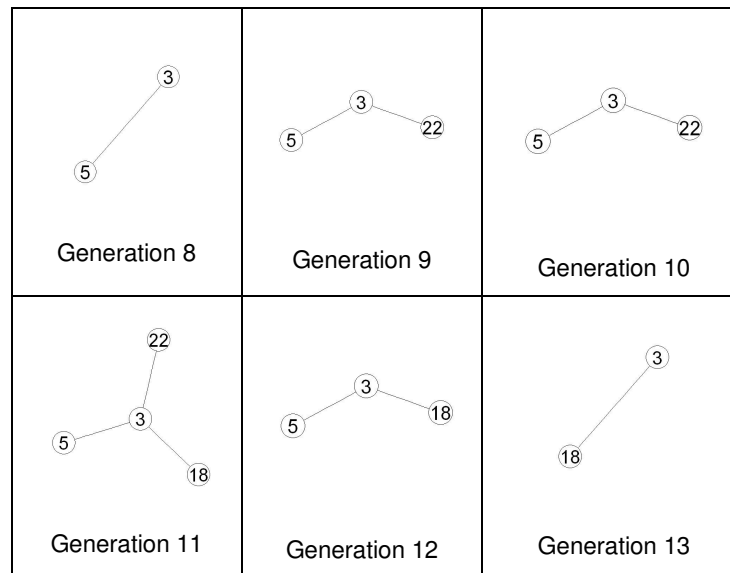 3
5
Generation 8
3
5
22
Generation 9
3
5
22
Generation 10
22
3
5
18
Generation 11
3
5
18
Generation 12
3
18
Generation 13